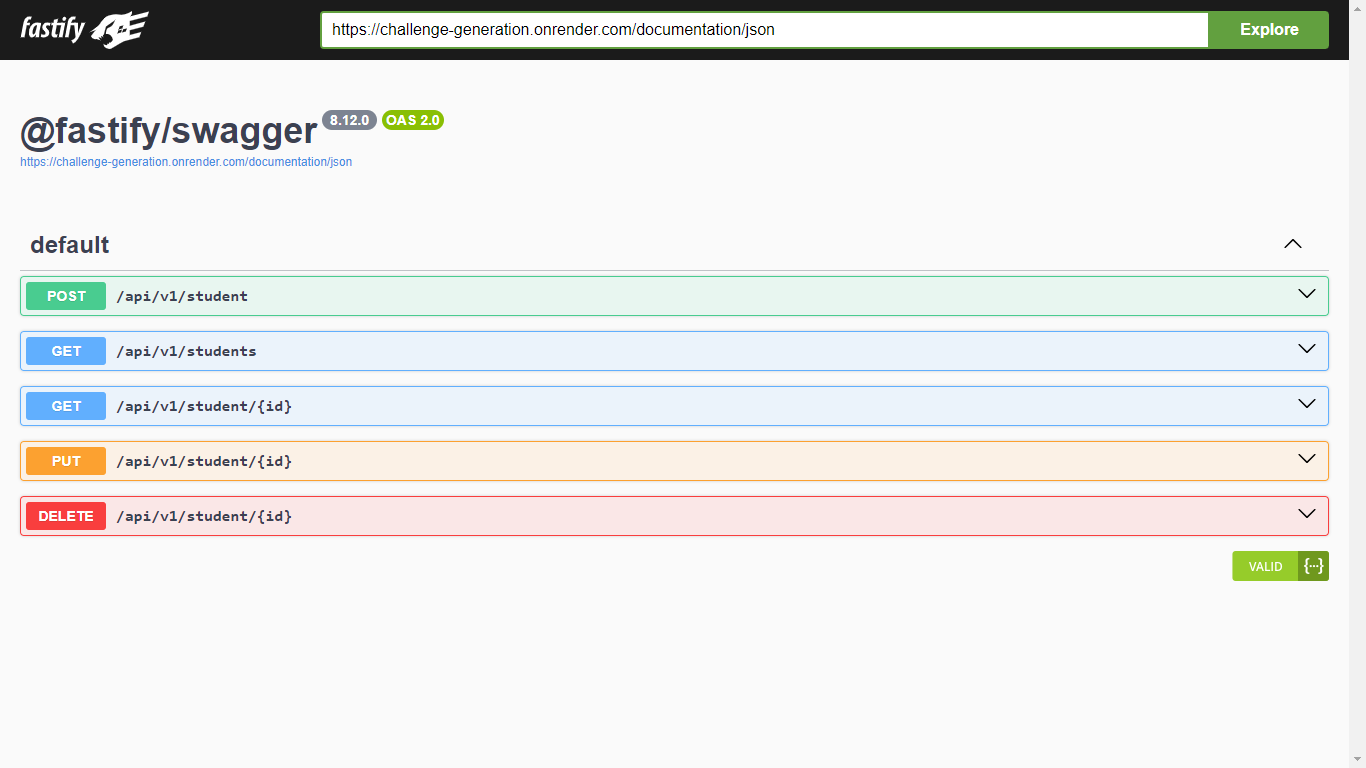 fastify
https://challenge-generation.onrender.com/documentation/json
Explore
@fastify/swagger 8.12.0 OAS 2.0
https://challenge-generation.onrender.com/documentation/json
default
POST /api/v1/student
GET /api/v1/students
GET /api/v1/student/{id}
PUT /api/v1/student/{id}
DELETE /api/v1/student/{id}
VALID {···}